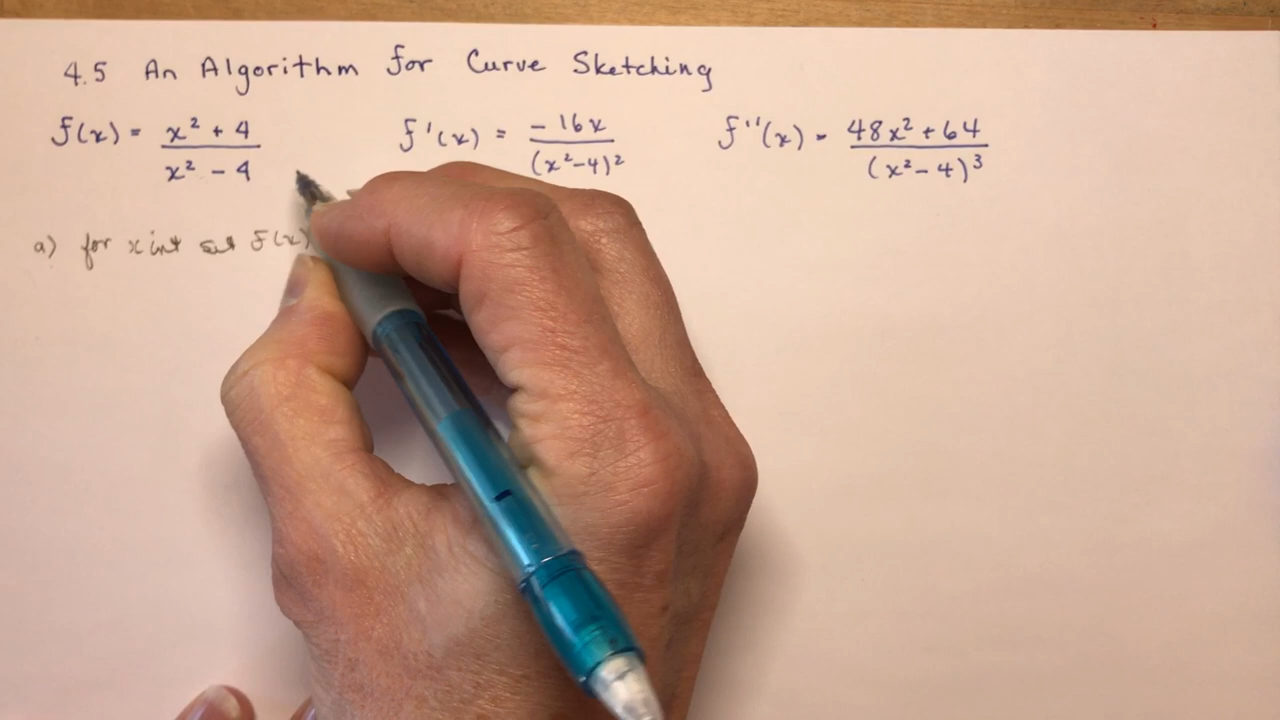 4.5 An Algorithm for Curve Sketching
f(x) = x² + 4 / x² - 4 f'(x) = -16x / (x²-4)² f''(x) = 48x² + 64 / (x²-4)³
a) for x int set f(x)